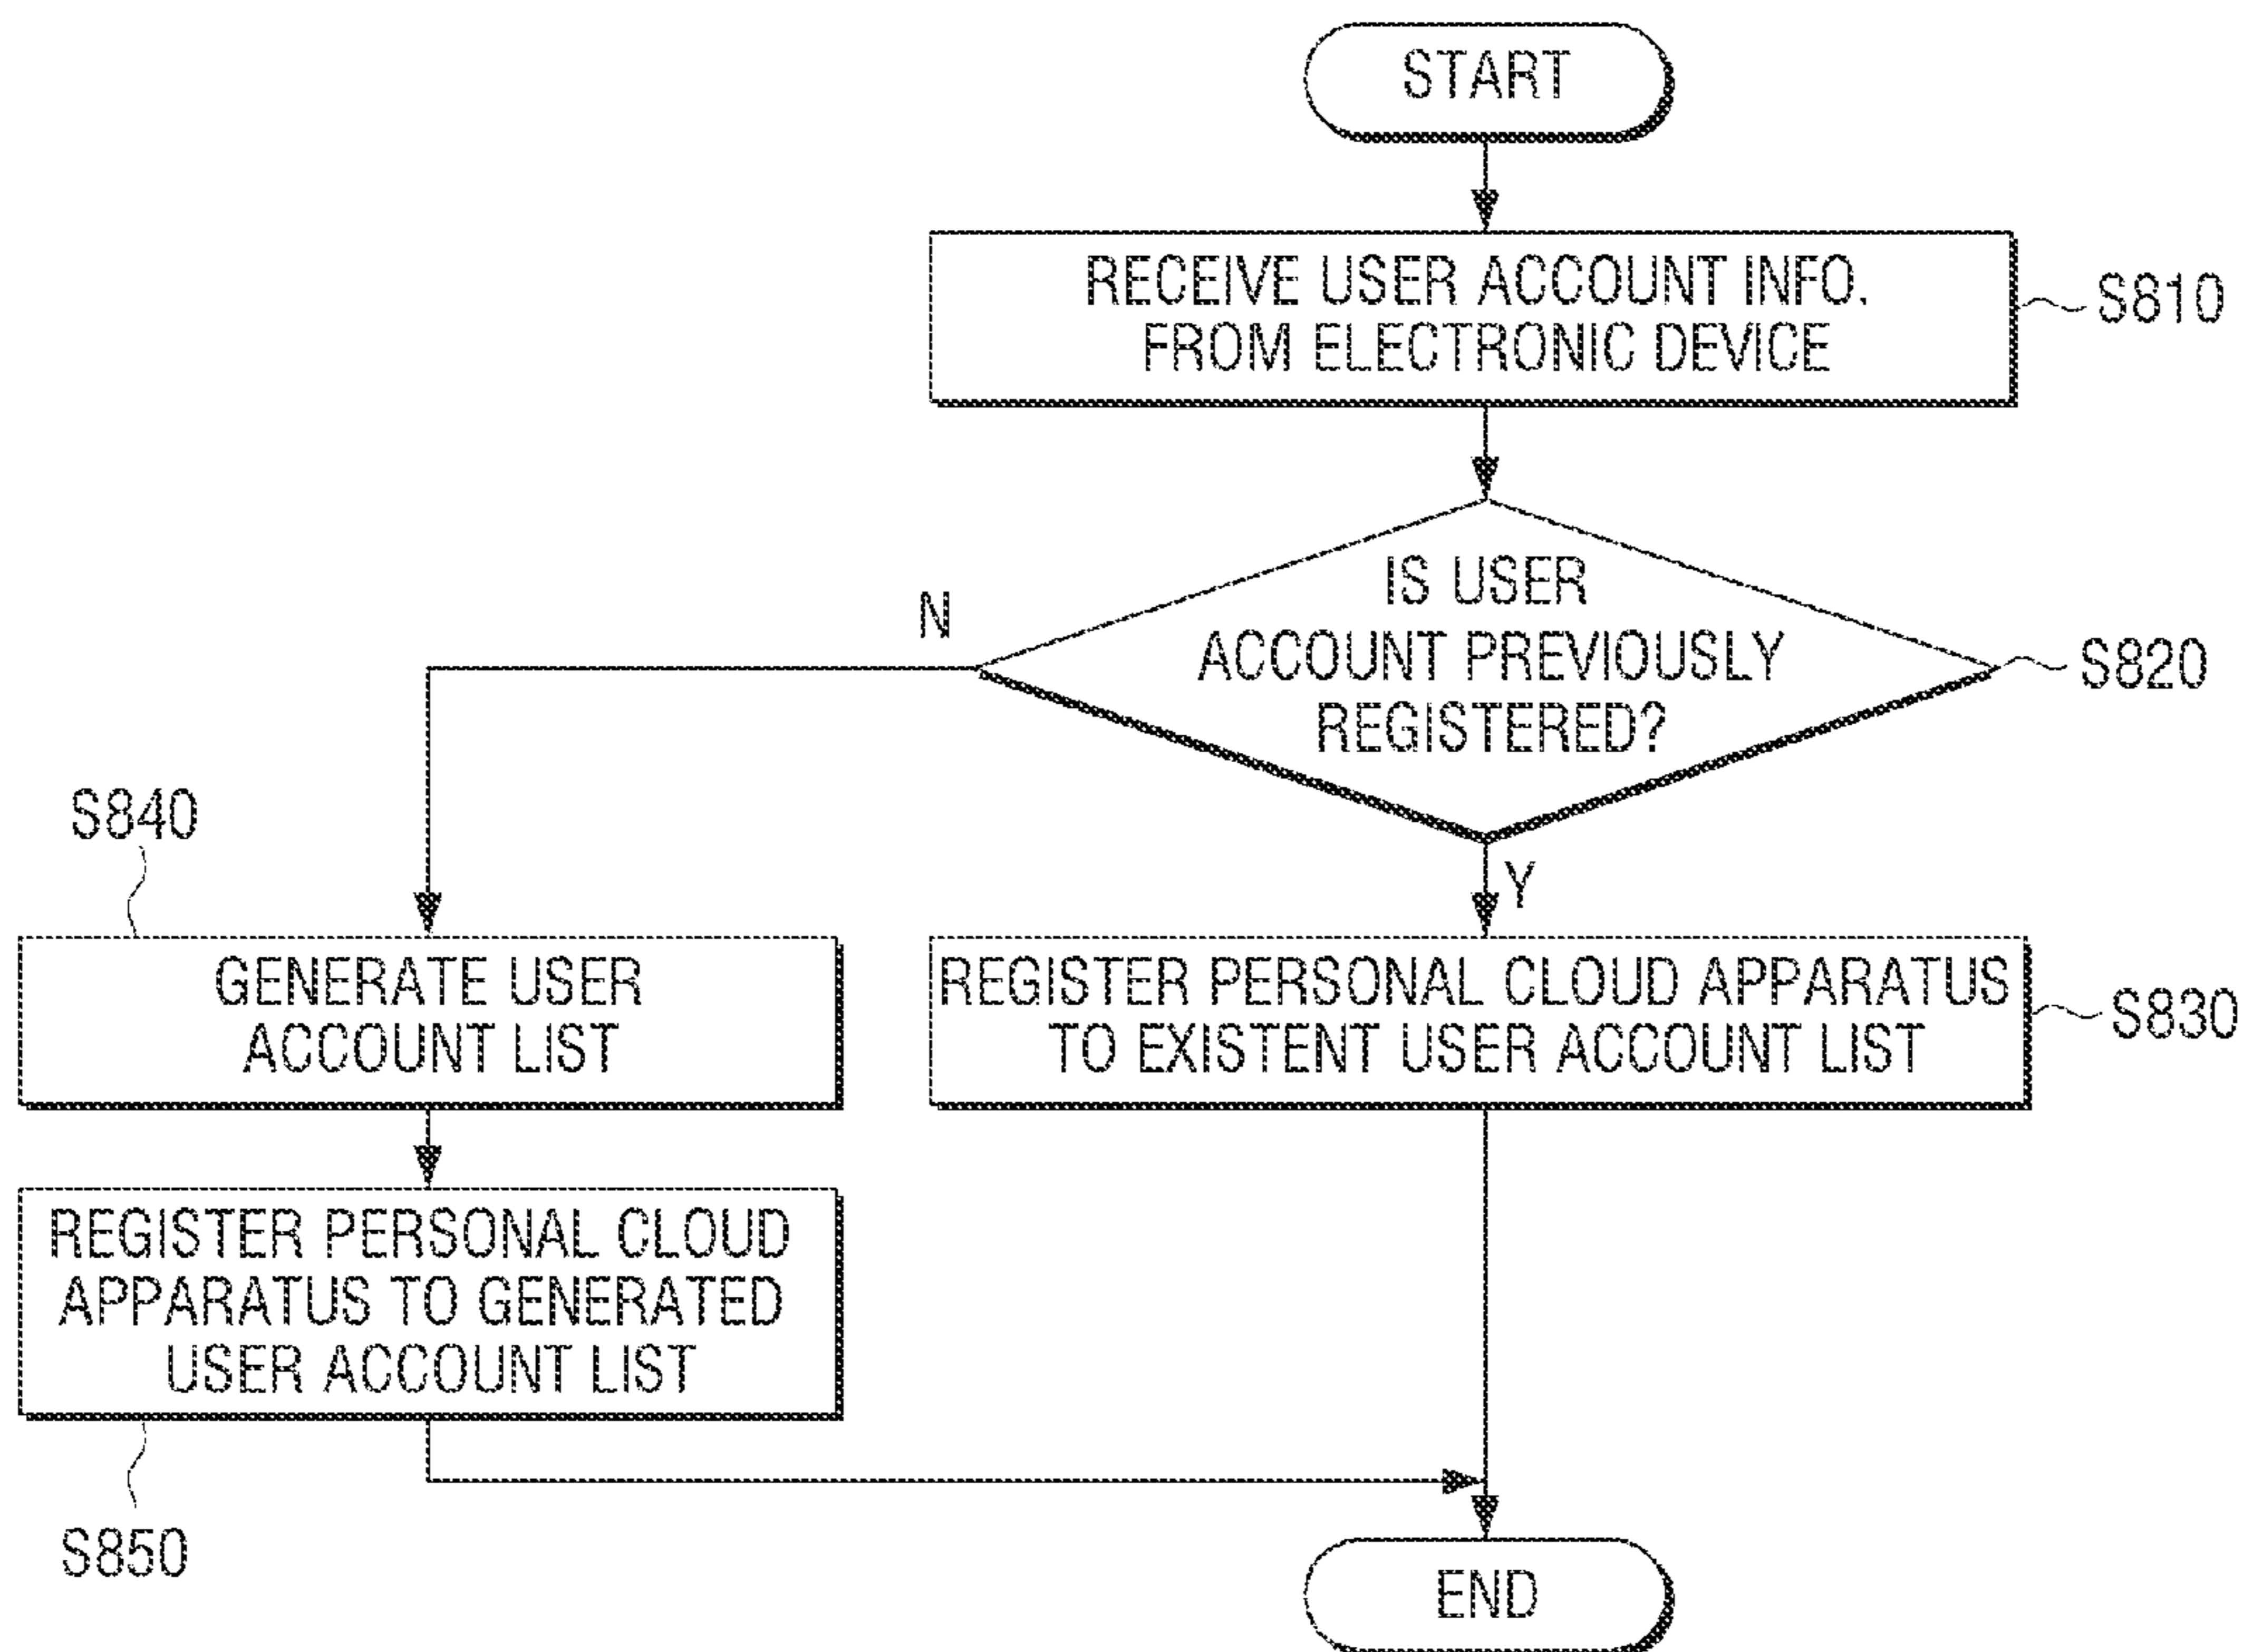 START
RECEIVE USER ACCOUNT INFO.
FROM ELECTRONIC DEVICE
S810
IS USER
ACCOUNT PREVIOUSLY
REGISTERED?
S820
N
Y
S840
GENERATE USER
ACCOUNT LIST
REGISTER PERSONAL CLOUD APPARATUS
TO EXISTENT USER ACCOUNT LIST
S830
REGISTER PERSONAL CLOUD
APPARATUS TO GENERATED
USER ACCOUNT LIST
S850
END